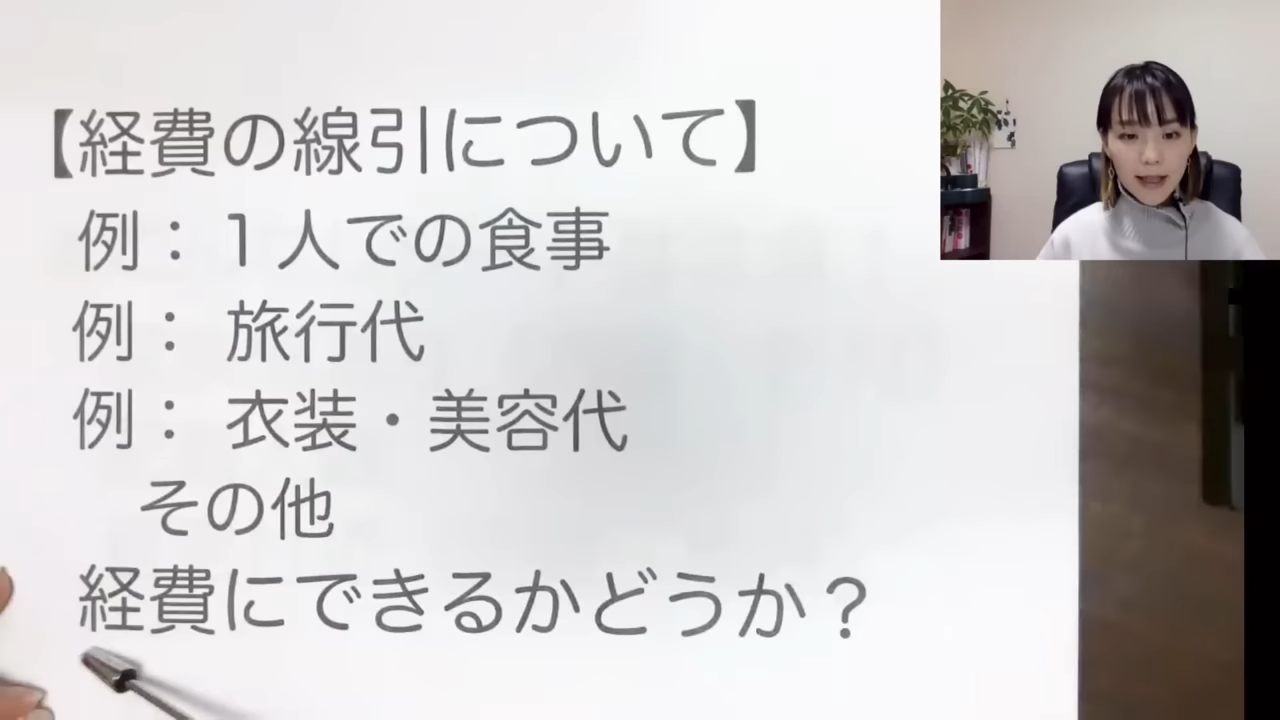 【経費の線引について】
例：１人での食事
例：旅行代
例：衣装・美容代
その他
経費にできるかどうか？